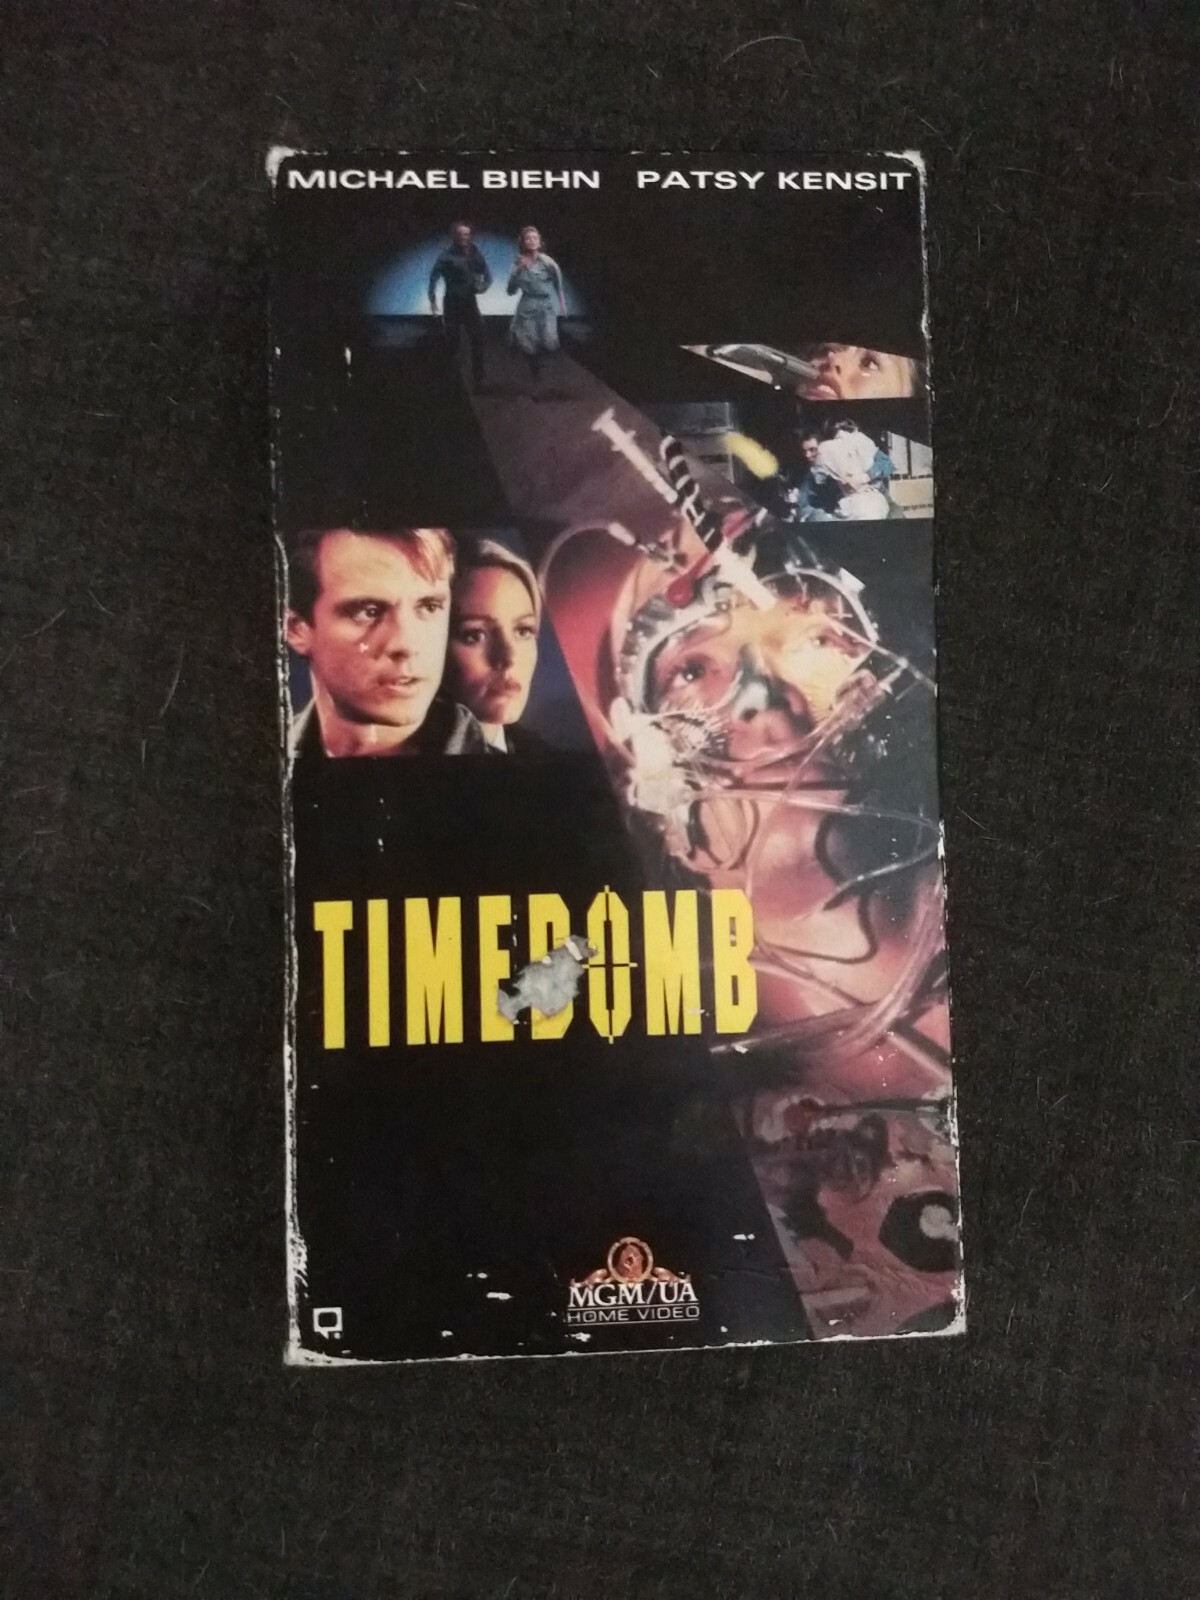 MICHAEL BIEHN PATSY KENSIT
TIMEBOMB
MGM/UA
HOME VIDEO